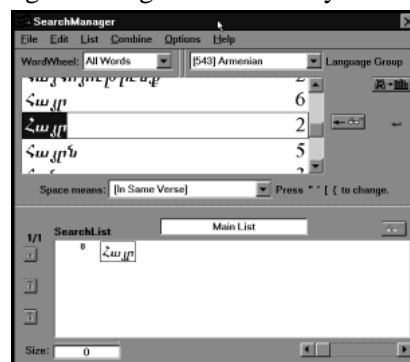 SearchManager
File Edit List Combine Options Help
WordWheel: All Words [543] Armenian Language Group
Հայր 6
Հայր 2
Հայրն 5
Space means: [In Same Verse] Press " ' [ { to change.
1/1 SearchList Main List
0 Հայր
Size: 0